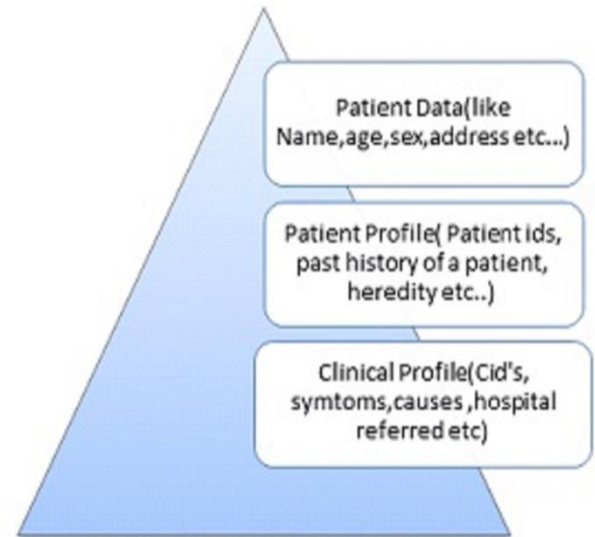 Patient Data(like
Name,age,sex,address etc...)
Patient Profile( Patient ids,
past history of a patient,
heredity etc..)
Clinical Profile(Cid's,
symtoms,causes ,hospital
referred etc)